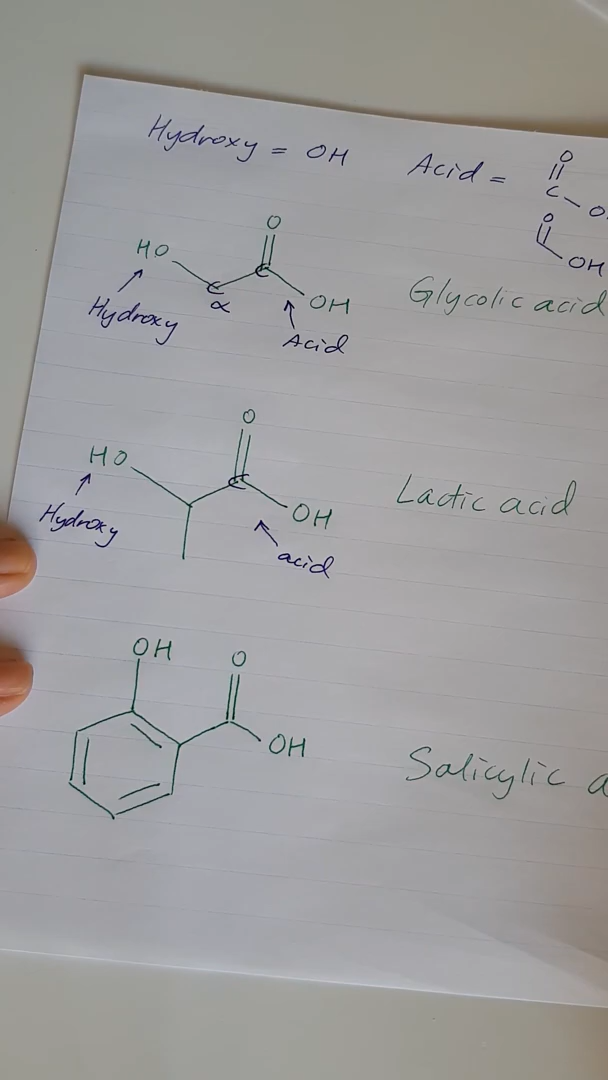 Hydroxy = OH Acid =
O
C
O
O
OH
HO
O
C
C
α
OH
Hydroxy
Acid
Glycolic acid
O
HO
C
OH
Hydroxy
acid
Lactic acid
OH
O
OH
Salicylic a